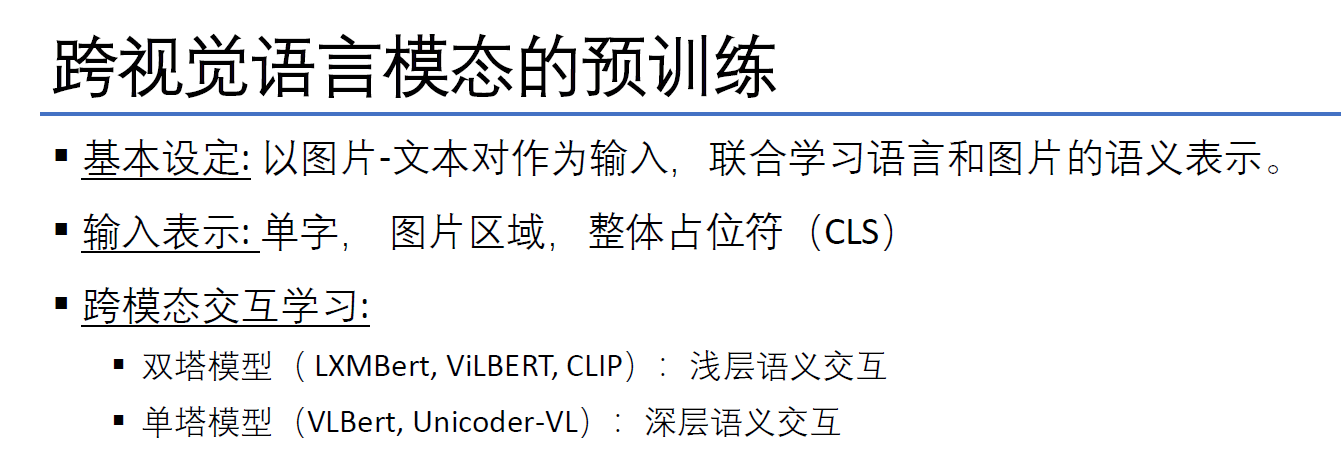 跨视觉语言模态的预训练
▪ 基本设定: 以图片-文本对作为输入，联合学习语言和图片的语义表示。
▪ 输入表示: 单字， 图片区域，整体占位符（CLS）
▪ 跨模态交互学习:
▪ 双塔模型（ LXMBert, ViLBERT, CLIP）：浅层语义交互
▪ 单塔模型（VLBert, Unicoder-VL）：深层语义交互